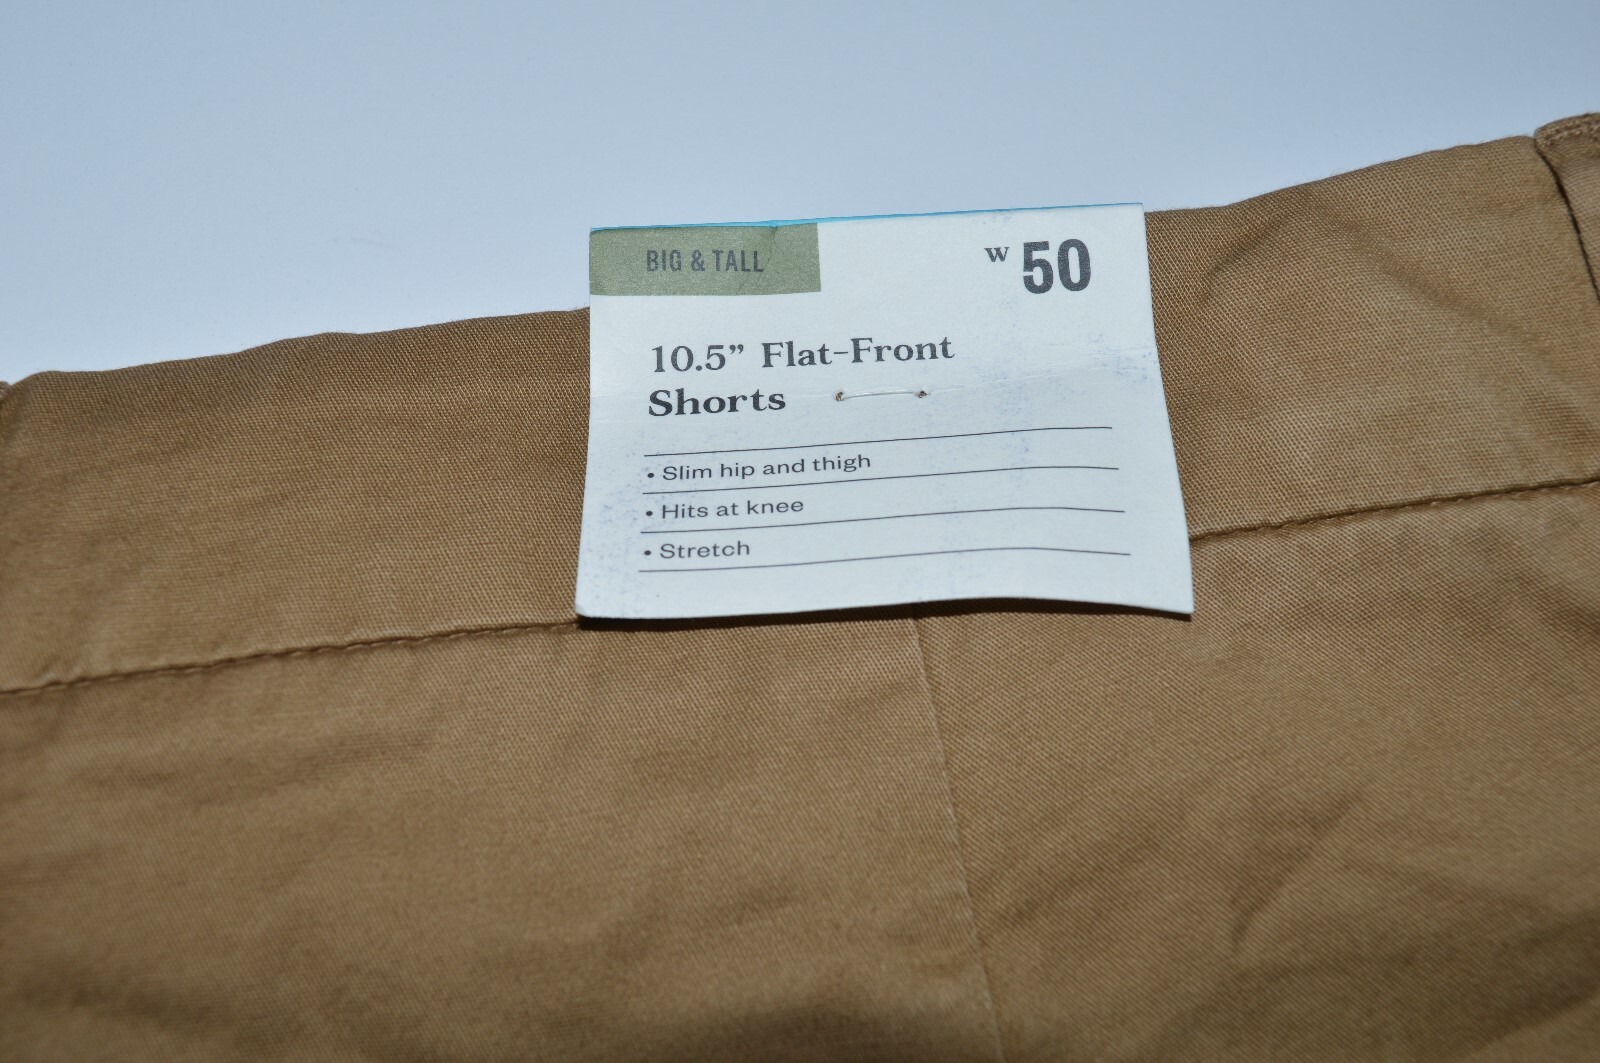 BIG & TALL
W 50
10.5” Flat-Front
Shorts
• Slim hip and thigh
• Hits at knee
• Stretch